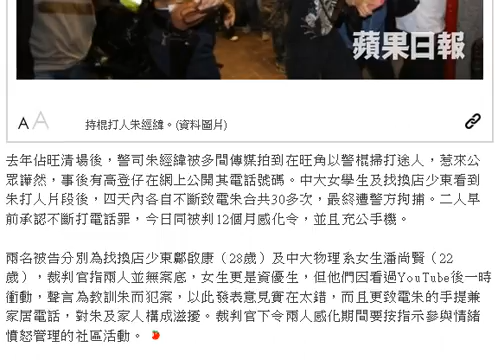 蘋果日報
A A
持棍打人朱經緯。(資料圖片)
去年佔旺清場後，警司朱經緯被多間傳媒拍到在旺角以警棍掃打途人，惹來公
眾譁然，事後有高登仔在網上公開其電話號碼。中大女學生及找換店少東看到
朱打人片段後，四天內各自不斷致電朱合共30多次，最終遭警方拘捕。二人早
前承認不斷打電話罪，今日同被判12個月感化令，並且充公手機。
兩名被告分別為找換店少東鄺啟康（28歲）及中大物理系女生潘尚賢（22
歲），裁判官指兩人並無案底，女生更是資優生，但他們因看過YouTube後一時
衝動，聲言為教訓朱而犯案，以此發表意見實在太錯，而且更致電朱的手提兼
家居電話，對朱及家人構成滋擾。裁判官下令兩人感化期間要按指示參與情緒
憤怒管理的社區活動。